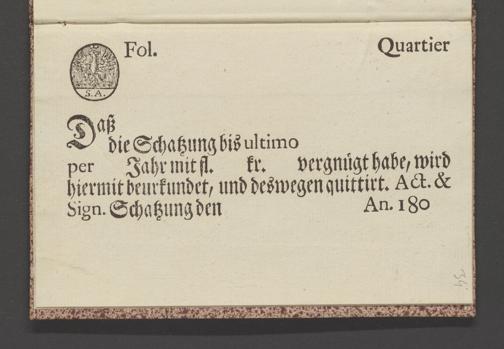 Fol. Quartier
S. A.
Daß
die Schatzung bis ultimo
per Jahr mit fl. kr. vergnügt habe, wird
hiermit beurkundet, und deswegen quittirt. Act. &
Sign. Schatzung den An. 180
34